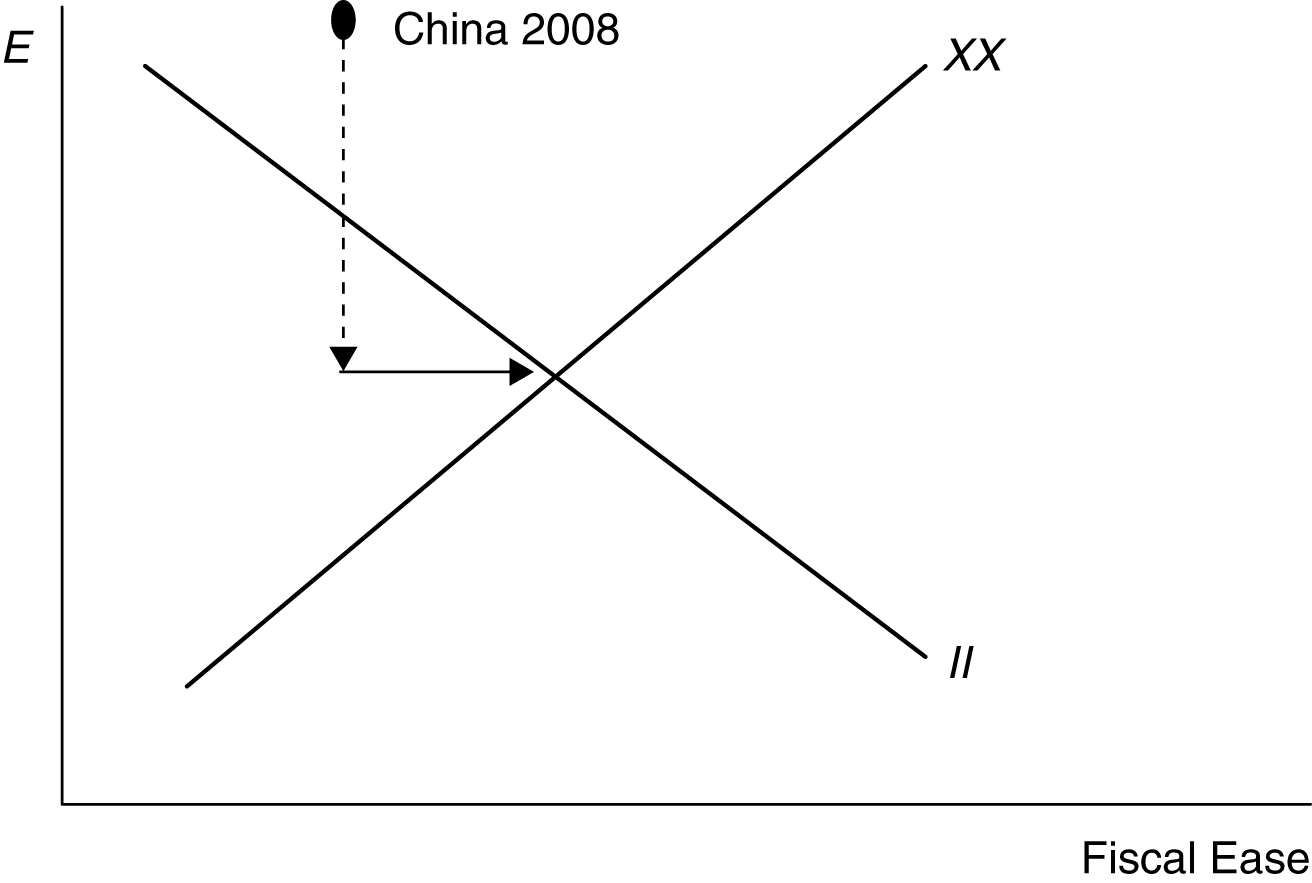 E
China 2008
XX
II
Fiscal Ease